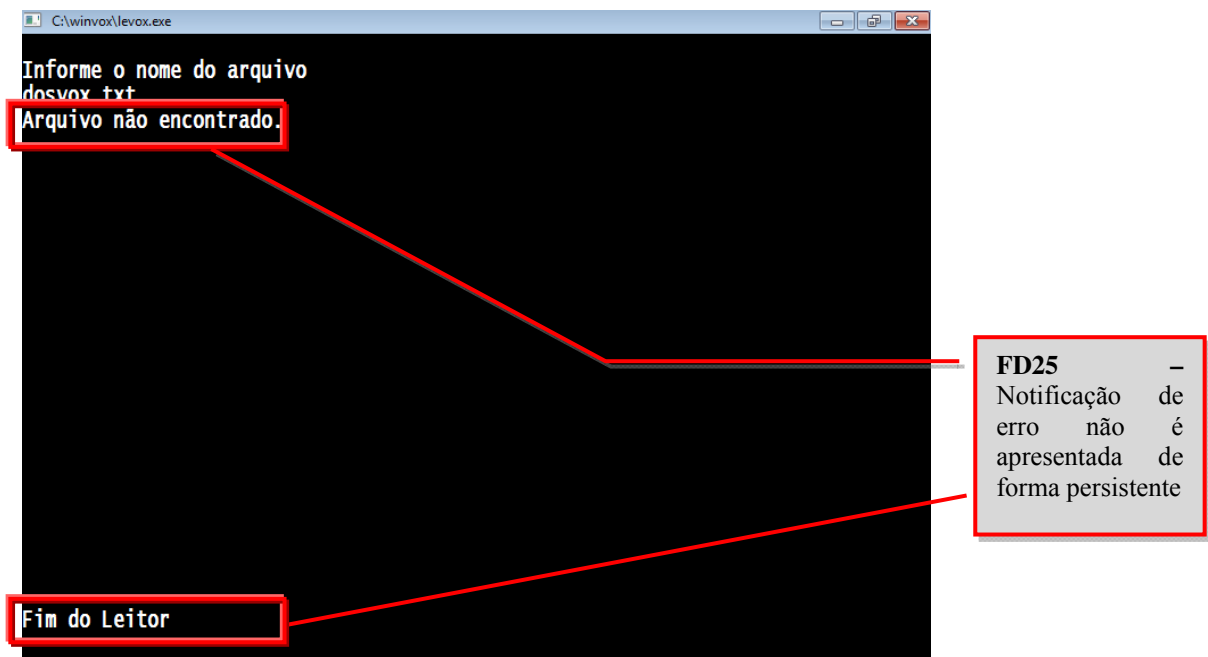 C:\winvox\levox.exe
Informe o nome do arquivo
dosvox.txt
Arquivo não encontrado.
FD25 –
Notificação de
erro não é
apresentada de
forma persistente
Fim do Leitor